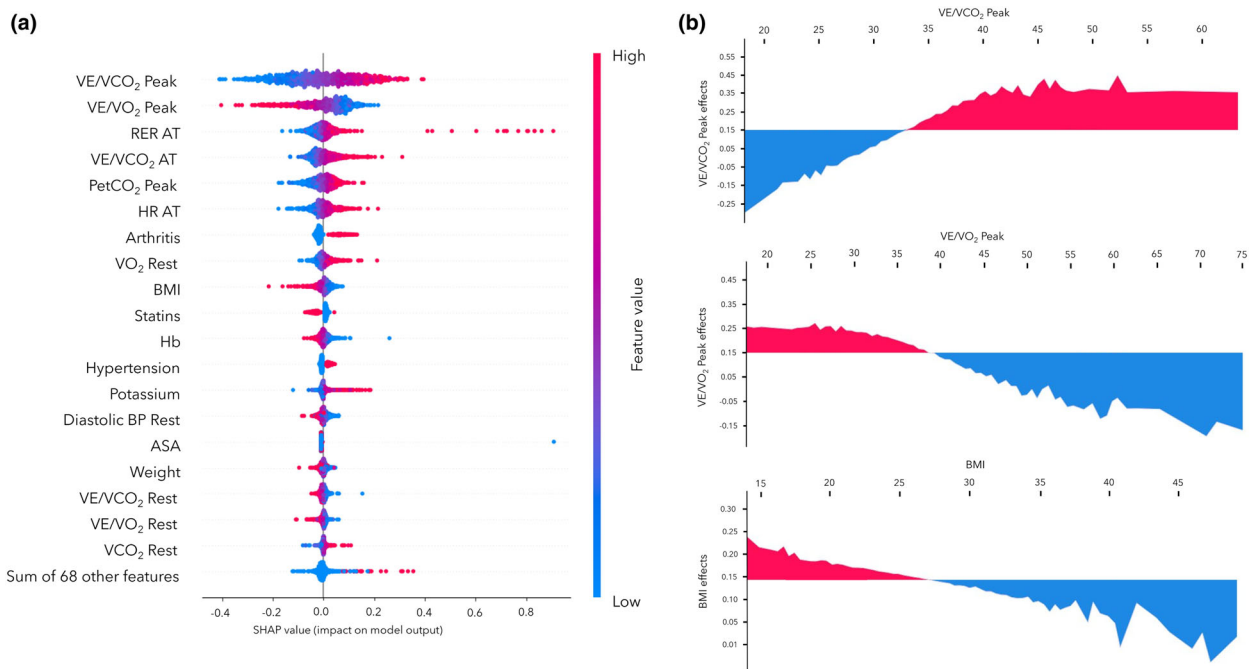 (a)
High
VE/VCO₂ Peak
VE/VO₂ Peak
RER AT
VE/VCO₂ AT
PetCO₂ Peak
HR AT
Arthritis
VO₂ Rest
BMI
Statins
Hb
Hypertension
Potassium
Diastolic BP Rest
ASA
Weight
VE/VCO₂ Rest
VE/VO₂ Rest
VCO₂ Rest
Sum of 68 other features
Feature value
Low
-0.4 -0.2 0.0 0.2 0.4 0.6 0.8
SHAP value (impact on model output)
(b)
VE/VCO₂ Peak
20 25 30 35 40 45 50 55 60
VE/VCO₂ Peak effects
0.55
0.45
0.35
0.25
0.15
0.15
0.05
-0.05
-0.15
-0.25
VE/VO₂ Peak
20 25 30 35 40 45 50 55 60 65 70 75
VE/VO₂ Peak effects
0.45
0.35
0.25
0.15
0.05
-0.05
-0.15
BMI
15 20 25 30 35 40 45
BMI effects
0.30
0.25
0.20
0.15
0.10
0.05
0.01